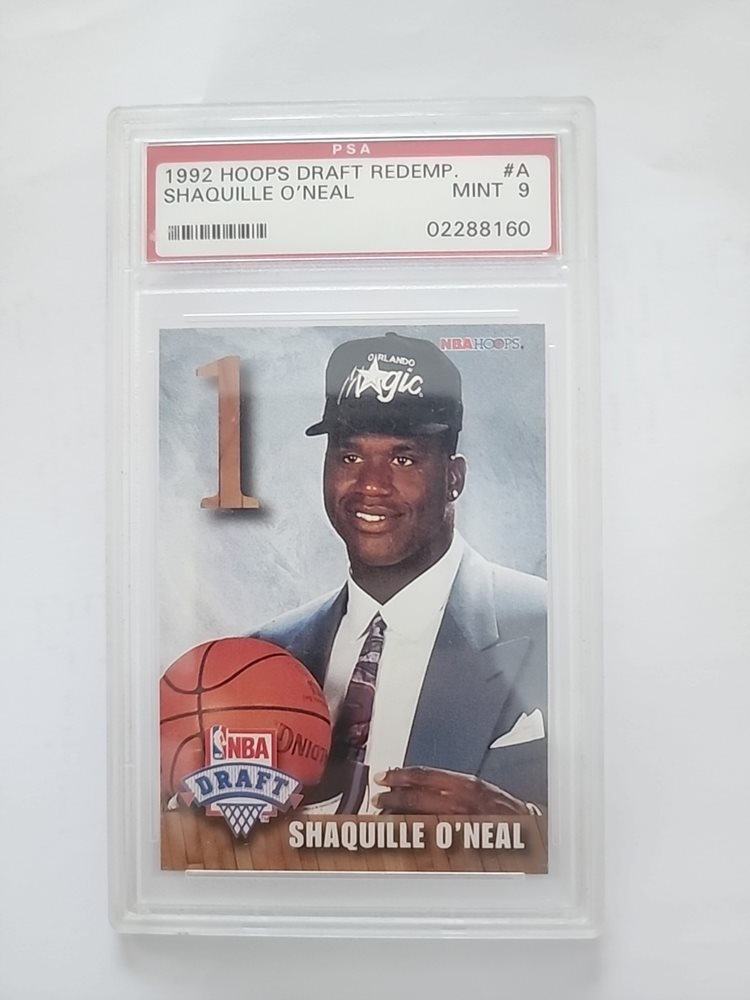 PSA
1992 HOOPS DRAFT REDEMP. #A
SHAQUILLE O'NEAL MINT 9
02288160
NBA HOOPS
1
ORLANDO
Magic
NBA
DRAFT
SHAQUILLE O'NEAL